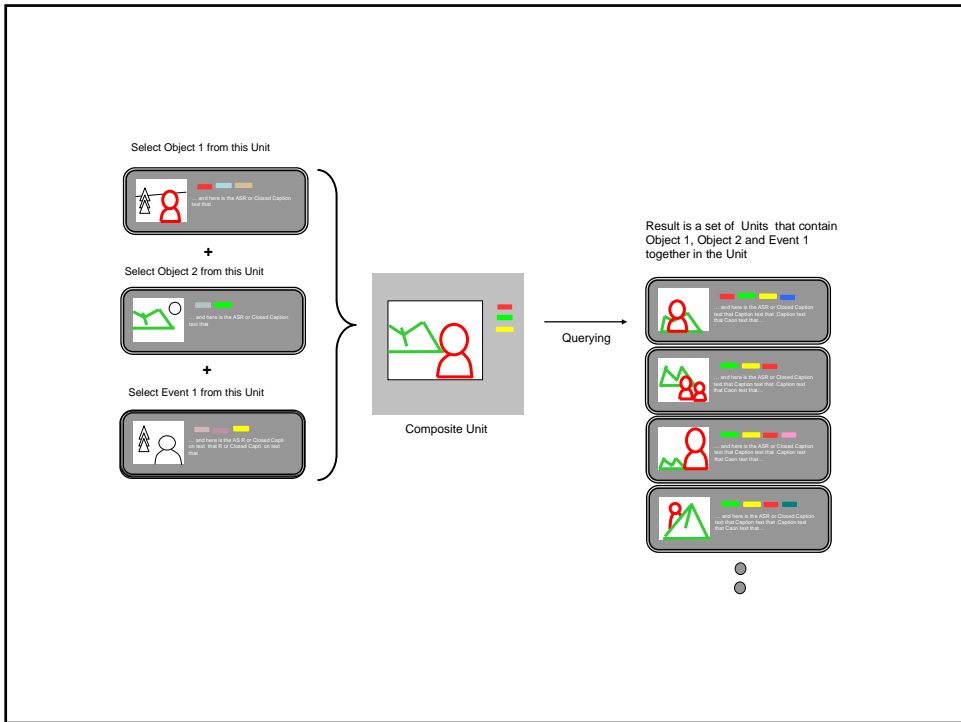 Select Object 1 from this Unit
... and here is the ASR or Closed Caption
text that
+
Select Object 2 from this Unit
... and here is the ASR or Closed Caption
text that
+
Select Event 1 from this Unit
... and here is the AS R or Closed Capti
on text that R or Closed Capti on text
that
Composite Unit
Querying
Result is a set of Units that contain
Object 1, Object 2 and Event 1
together in the Unit
... and here is the ASR or Closed Caption
text that Caption text that .Caption text
that Caon text that...
... and here is the ASR or Closed Caption
text that Caption text that .Caption text
that Caon text that...
... and here is the ASR or Closed Caption
text that Caption text that .Caption text
that Caon text that...
... and here is the ASR or Closed Caption
text that Caption text that .Caption text
that Caon text that...